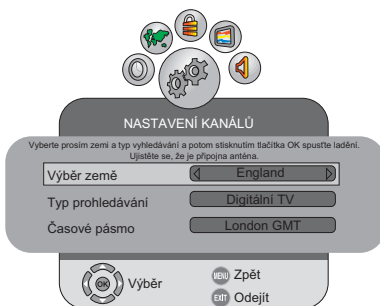 NASTAVENÍ KANÁLŮ
Vyberte prosím zemi a typ vyhledávání a potom stisknutím tlačítka OK spusťte ladění.
Ujistěte se, že je připojna anténa.
Výběr země England
Typ prohledávání Digitální TV
Časové pásmo London GMT
OK Výběr
MENU Zpět
EXIT Odejít